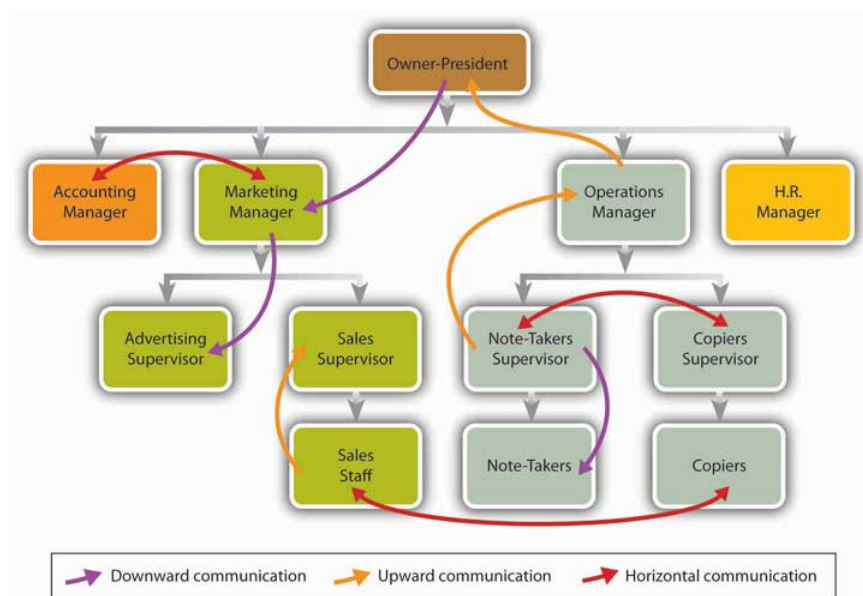 Owner-President
Accounting
Manager
Marketing
Manager
Operations
Manager
H.R.
Manager
Advertising
Supervisor
Sales
Supervisor
Note-Takers
Supervisor
Copiers
Supervisor
Sales
Staff
Note-Takers
Copiers
Downward communication
Upward communication
Horizontal communication